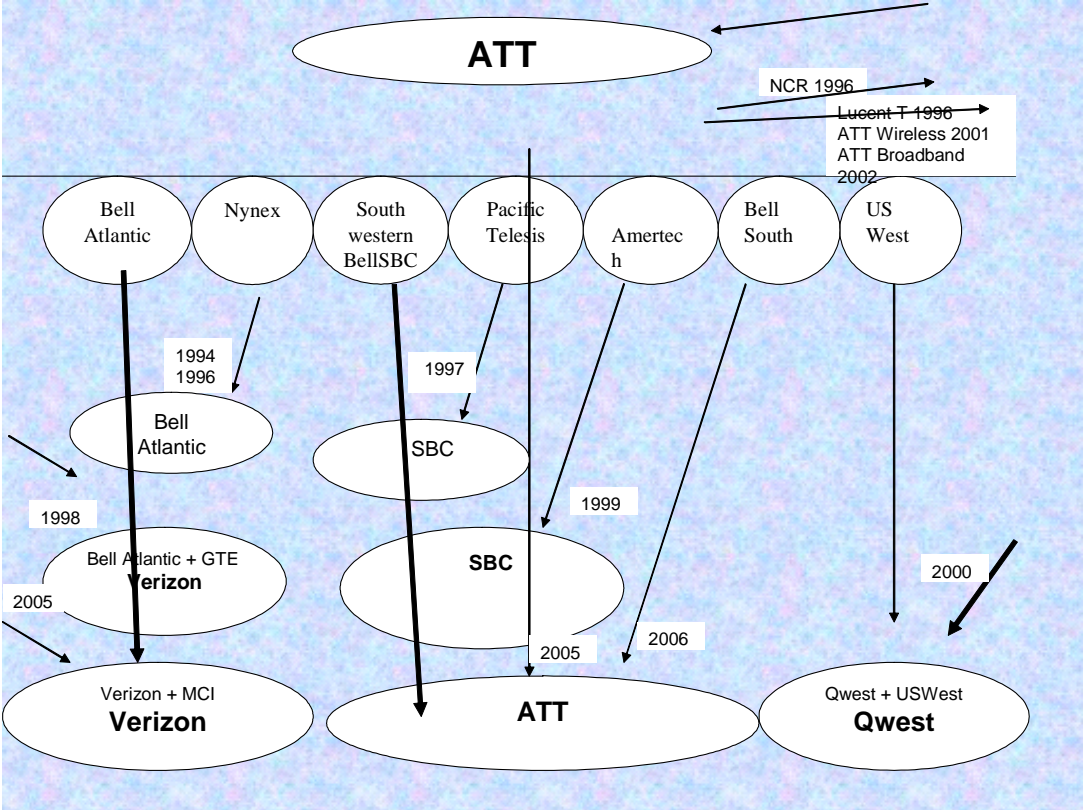 ATT
NCR 1996
Lucent T 1996
ATT Wireless 2001
ATT Broadband
2002
Bell
Atlantic
Nynex
South
western
BellSBC
Pacific
Telesis
Amertec
h
Bell
South
US
West
1994
1996
1997
Bell
Atlantic
SBC
1999
1998
Bell Atlantic + GTE
Verizon
SBC
2000
2005
2005
2006
Verizon + MCI
Verizon
ATT
Qwest + USWest
Qwest